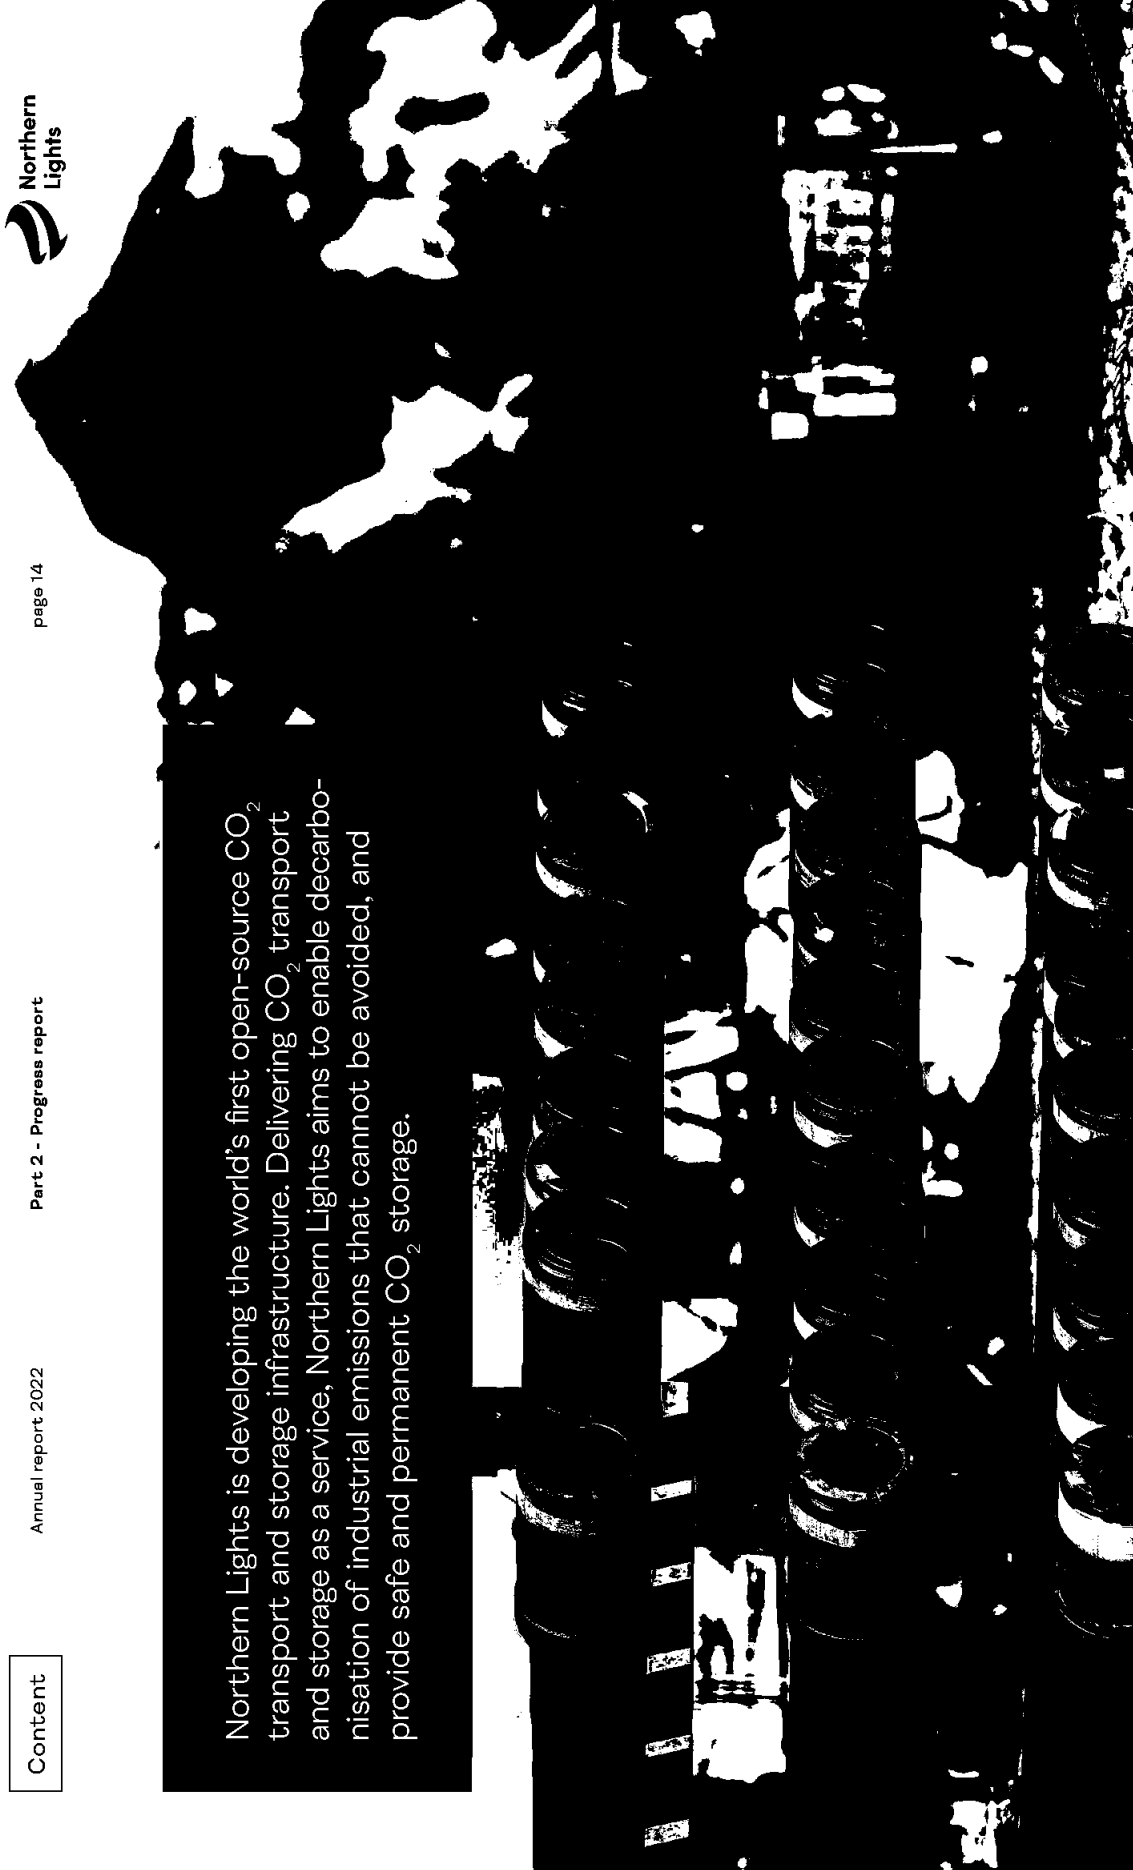 Content
Annual report 2022
Part 2 - Progress report
page 14
Northern
Lights
Northern Lights is developing the world's first open-source CO₂
transport and storage infrastructure. Delivering CO₂ transport
and storage as a service, Northern Lights aims to enable decarbo-
nisation of industrial emissions that cannot be avoided, and
provide safe and permanent CO₂ storage.